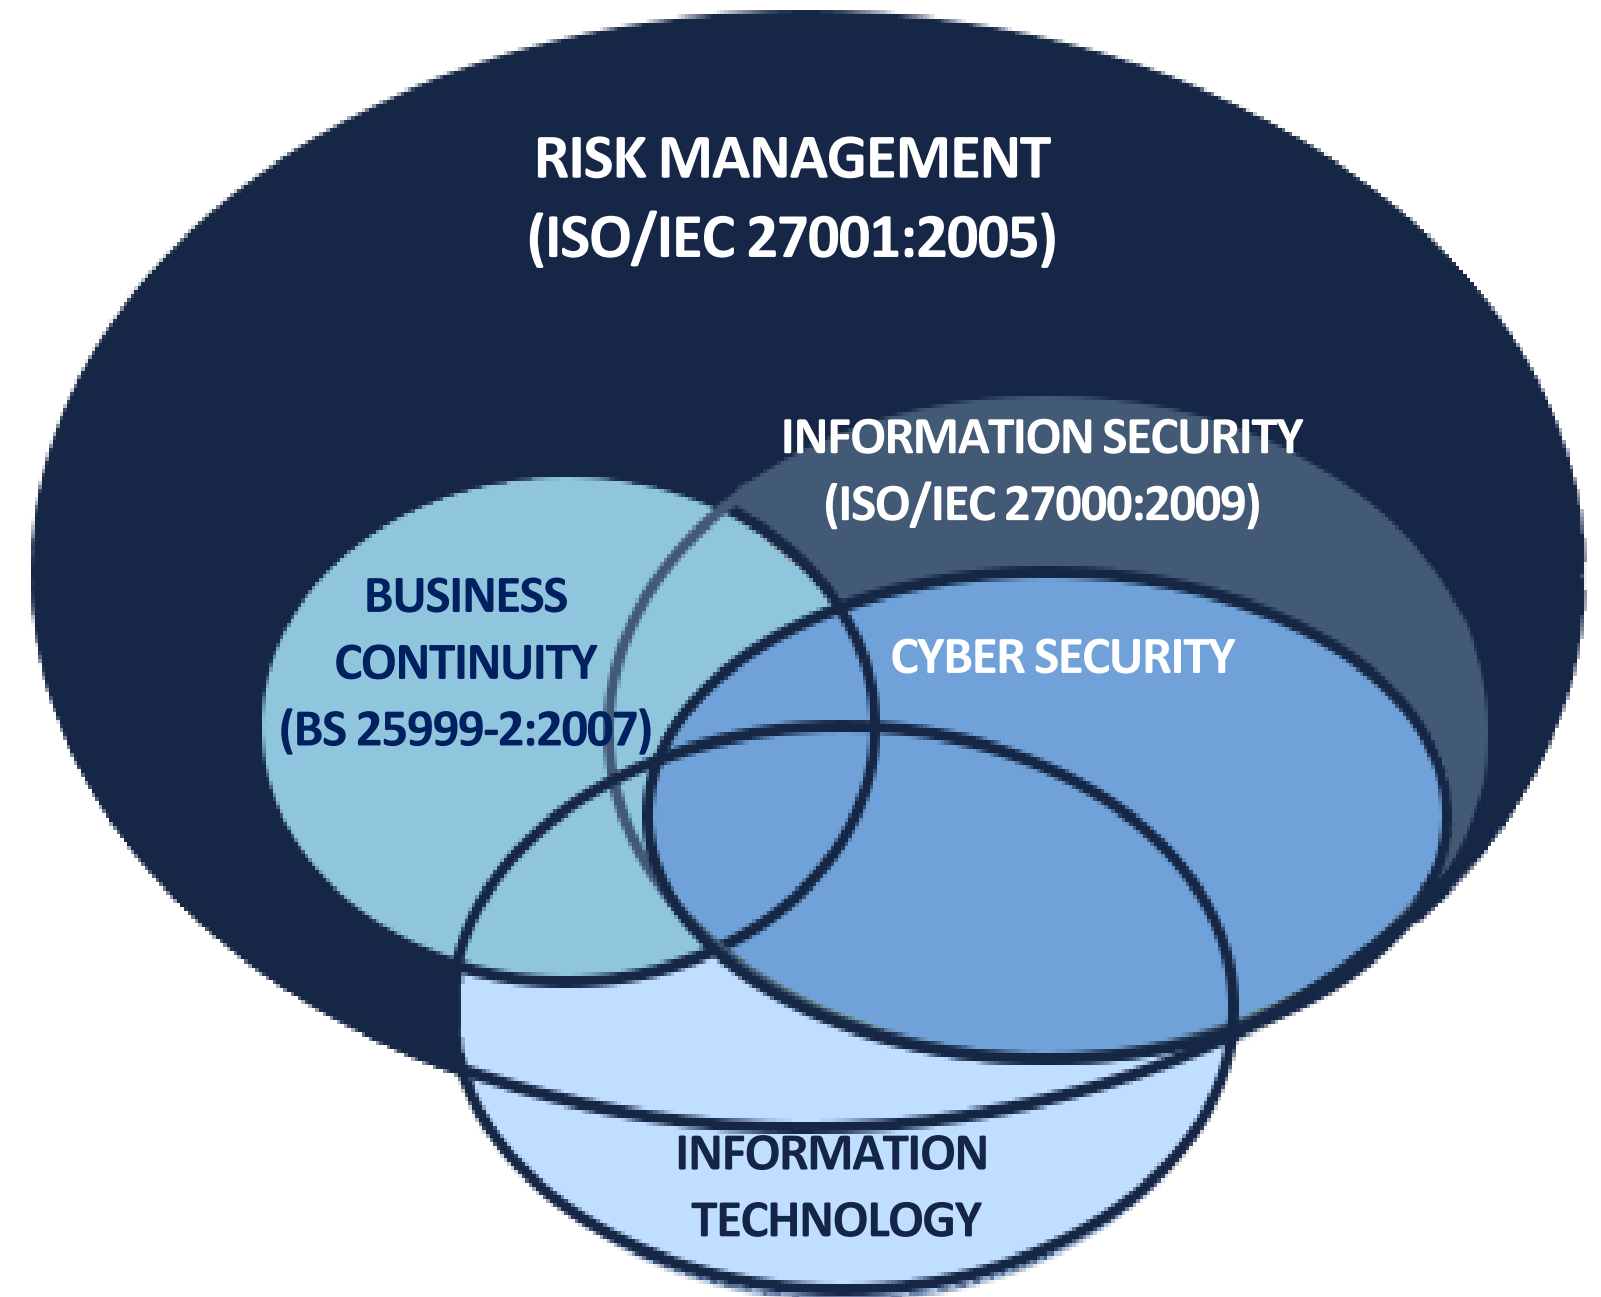 RISK MANAGEMENT
(ISO/IEC 27001:2005)
INFORMATION SECURITY
(ISO/IEC 27000:2009)
BUSINESS
CONTINUITY
(BS 25999-2:2007)
CYBER SECURITY
INFORMATION
TECHNOLOGY